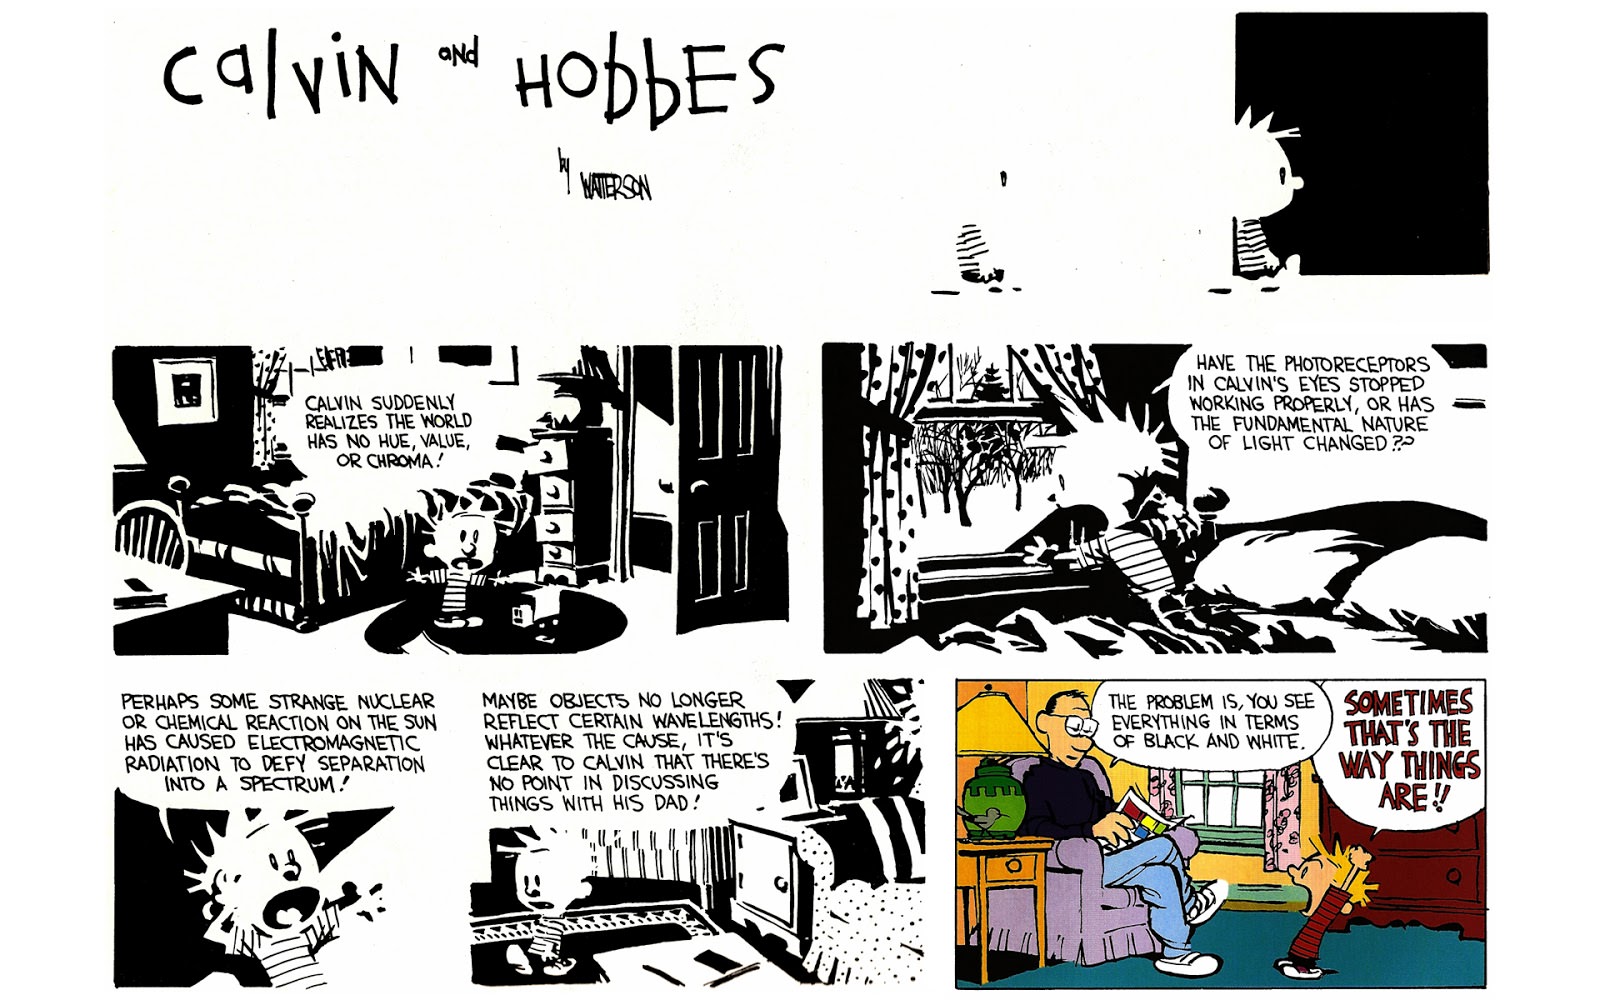 CalviN aND HObbES
by WATTERSON
CALVIN SUDDENLY
REALIZES THE WORLD
HAS NO HUE, VALUE,
OR CHROMA!
HAVE THE PHOTORECEPTORS
IN CALVIN'S EYES STOPPED
WORKING PROPERLY, OR HAS
THE FUNDAMENTAL NATURE
OF LIGHT CHANGED??
PERHAPS SOME STRANGE NUCLEAR
OR CHEMICAL REACTION ON THE SUN
HAS CAUSED ELECTROMAGNETIC
RADIATION TO DEFY SEPARATION
INTO A SPECTRUM!
MAYBE OBJECTS NO LONGER
REFLECT CERTAIN WAVELENGTHS!
WHATEVER THE CAUSE, IT'S
CLEAR TO CALVIN THAT THERE'S
NO POINT IN DISCUSSING
THINGS WITH HIS DAD!
THE PROBLEM IS, YOU SEE
EVERYTHING IN TERMS
OF BLACK AND WHITE.
SOMETIMES
THAT'S THE
WAY THINGS
ARE!!